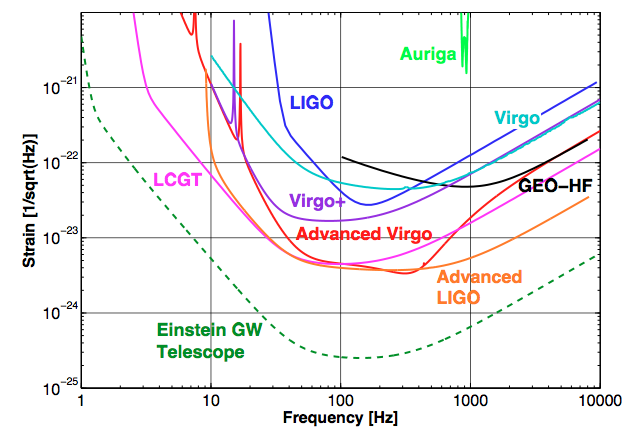 Auriga
10⁻²¹
LIGO
Virgo
10⁻²²
LCGT
GEO–HF
Virgo+
Advanced Virgo
10⁻²³
Advanced
LIGO
10⁻²⁴
Einstein GW
Telescope
10⁻²⁵
Strain [1/sqrt(Hz)]
1 10 100 1000 10000
Frequency [Hz]